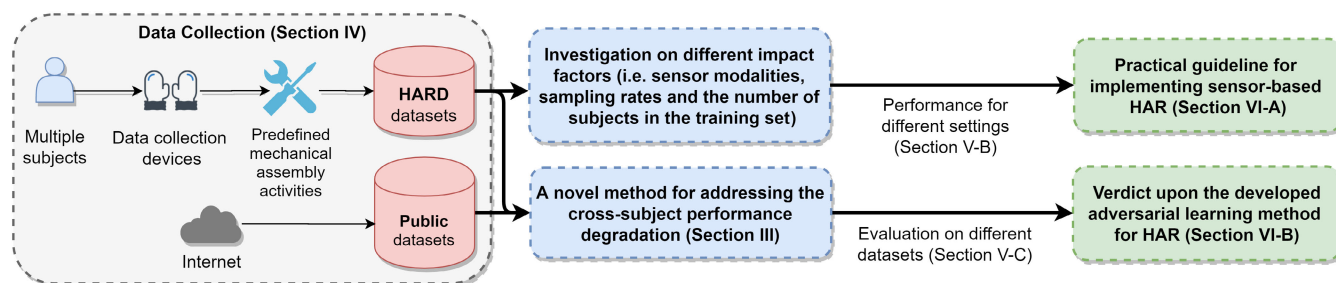 Data Collection (Section IV)
Multiple
subjects
Data collection
devices
Predefined
mechanical
assembly
activities
HARD
datasets
Internet
Public
datasets
Investigation on different impact
factors (i.e. sensor modalities,
sampling rates and the number of
subjects in the training set)
Performance for
different settings
(Section V-B)
Practical guideline for
implementing sensor-based
HAR (Section VI-A)
A novel method for addressing the
cross-subject performance
degradation (Section III)
Evaluation on different
datasets (Section V-C)
Verdict upon the developed
adversarial learning method
for HAR (Section VI-B)